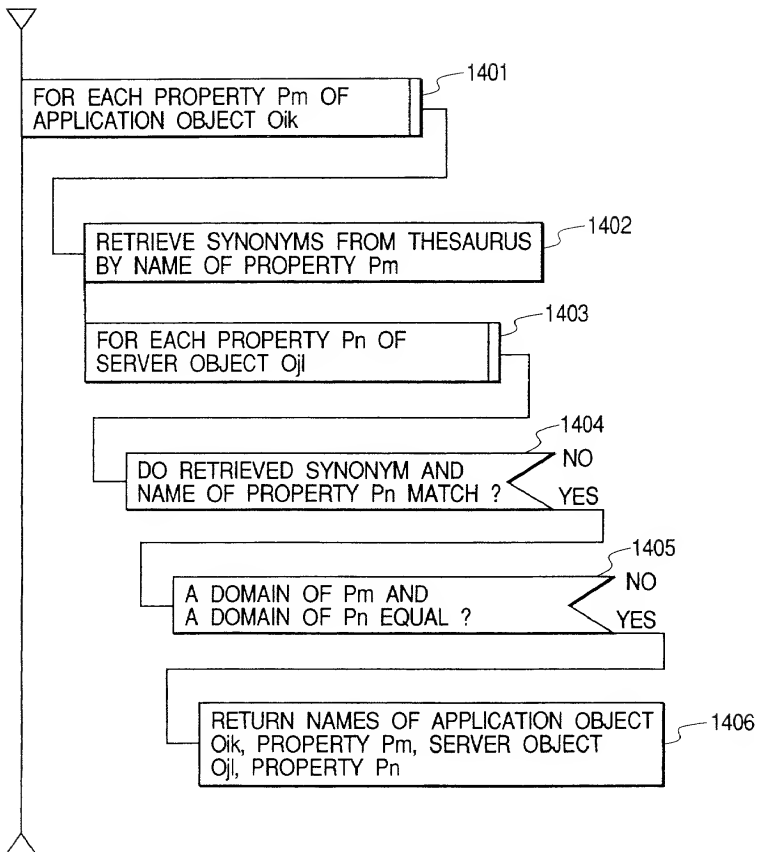 1401
FOR EACH PROPERTY Pm OF
APPLICATION OBJECT Oik
1402
RETRIEVE SYNONYMS FROM THESAURUS
BY NAME OF PROPERTY Pm
1403
FOR EACH PROPERTY Pn OF
SERVER OBJECT Ojl
1404
DO RETRIEVED SYNONYM AND
NAME OF PROPERTY Pn MATCH ?
NO
YES
1405
A DOMAIN OF Pm AND
A DOMAIN OF Pn EQUAL ?
NO
YES
1406
RETURN NAMES OF APPLICATION OBJECT
Oik, PROPERTY Pm, SERVER OBJECT
Ojl, PROPERTY Pn